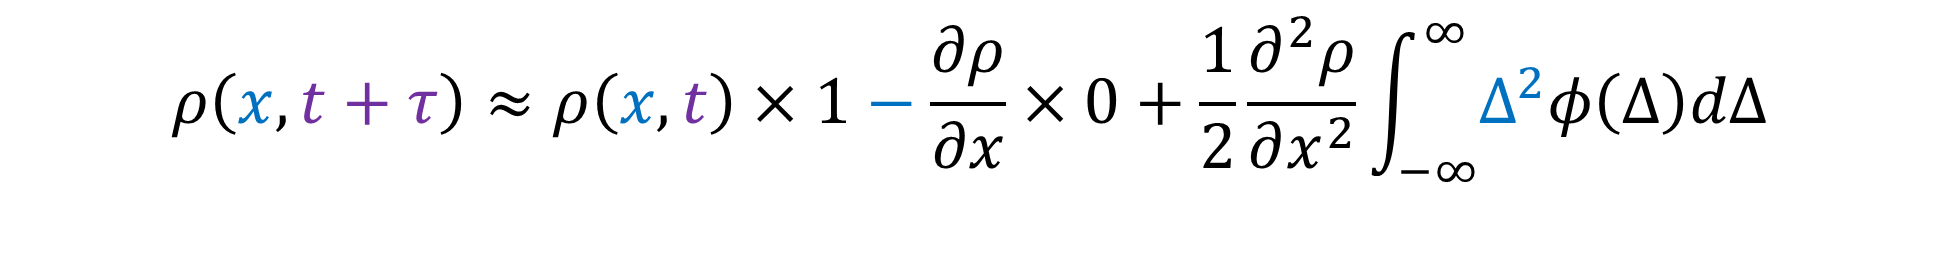 ρ(x, t + τ) ≈ ρ(x, t) × 1 − ∂ρ/∂x × 0 + 1/2 ∂²ρ/∂x² ∫_{−∞}^{∞} Δ²ϕ(Δ)dΔ